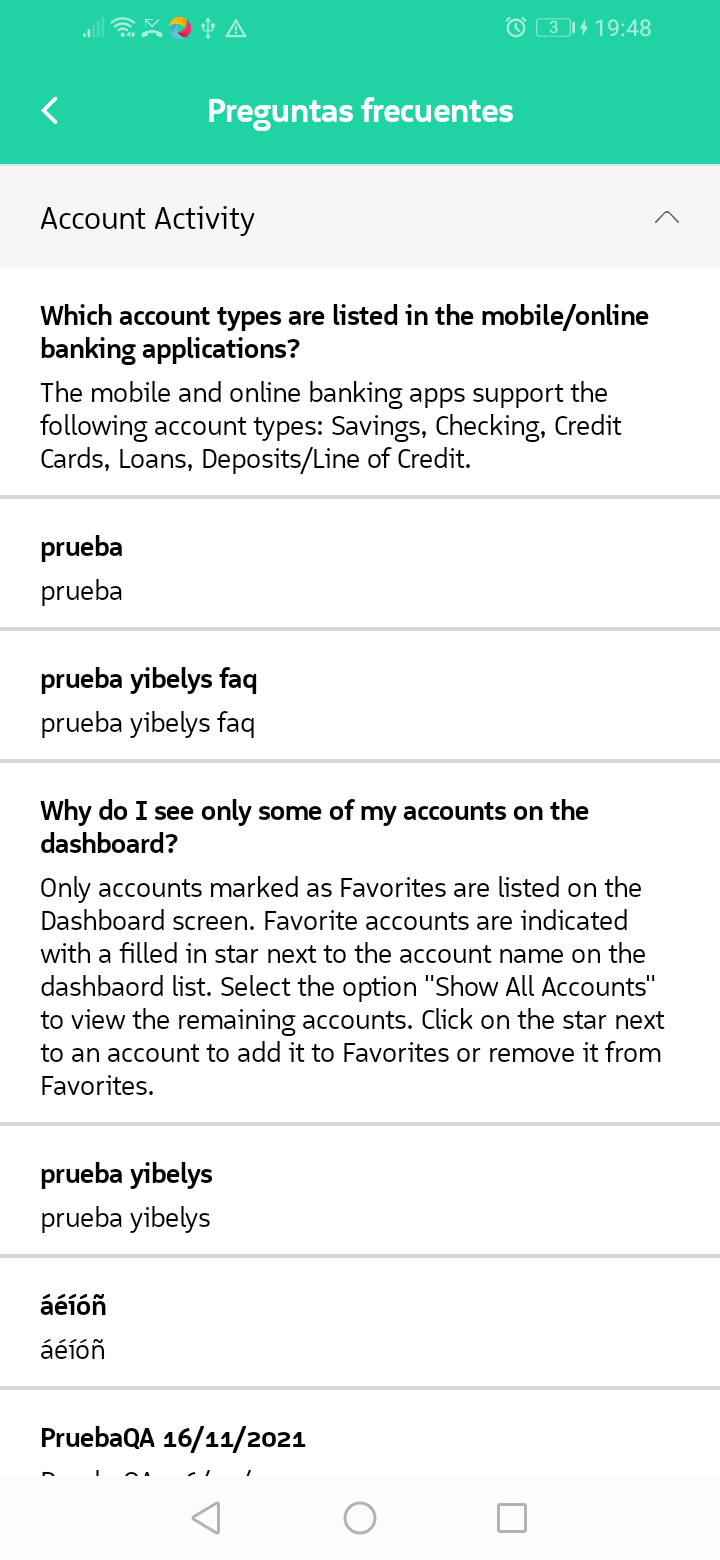 3 19:48
Preguntas frecuentes
Account Activity
Which account types are listed in the mobile/online
banking applications?
The mobile and online banking apps support the
following account types: Savings, Checking, Credit
Cards, Loans, Deposits/Line of Credit.
prueba
prueba
prueba yibelys faq
prueba yibelys faq
Why do I see only some of my accounts on the
dashboard?
Only accounts marked as Favorites are listed on the
Dashboard screen. Favorite accounts are indicated
with a filled in star next to the account name on the
dashbaord list. Select the option "Show All Accounts"
to view the remaining accounts. Click on the star next
to an account to add it to Favorites or remove it from
Favorites.
prueba yibelys
prueba yibelys
áéíóñ
áéíóñ
PruebaQA 16/11/2021